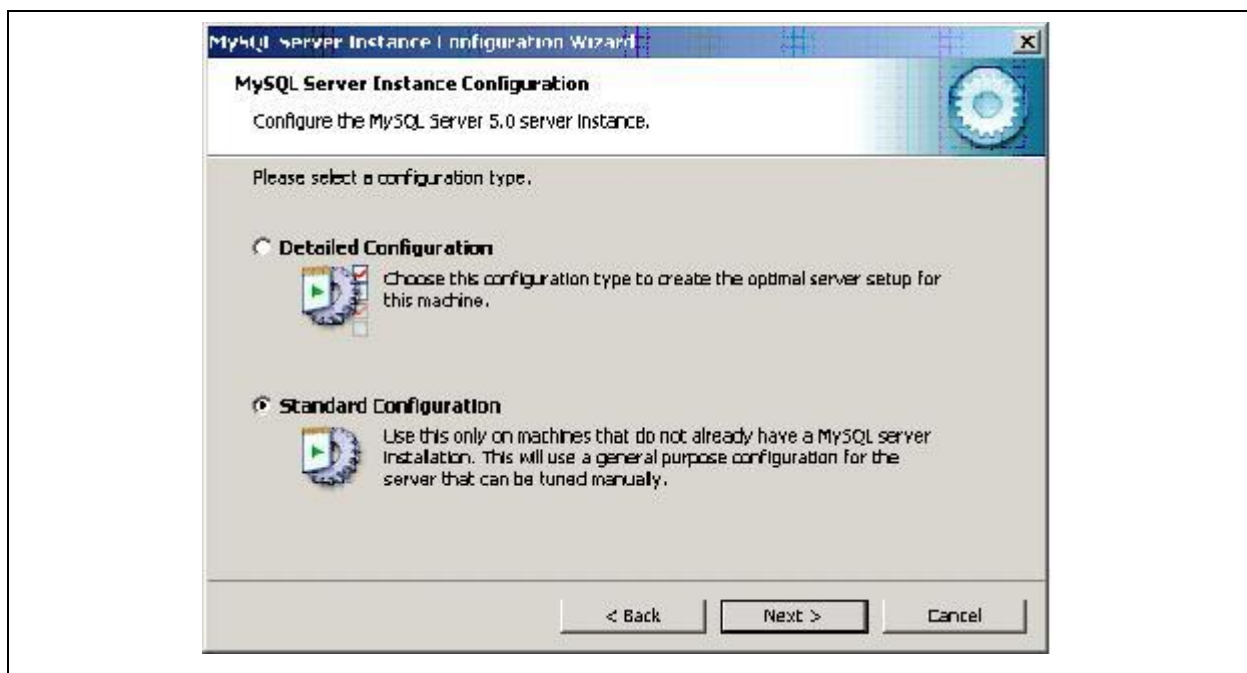 MySQL Server Instance Configuration Wizard
MySQL Server Instance Configuration
Configure the MySQL Server 5.0 server instance.
Please select a configuration type.
Detailed Configuration
Choose this configuration type to create the optimal server setup for
this machine.
Standard Configuration
Use this only on machines that do not already have a MySQL server
installation. This will use a general purpose configuration for the
server that can be tuned manually.
< Back
Next >
Cancel